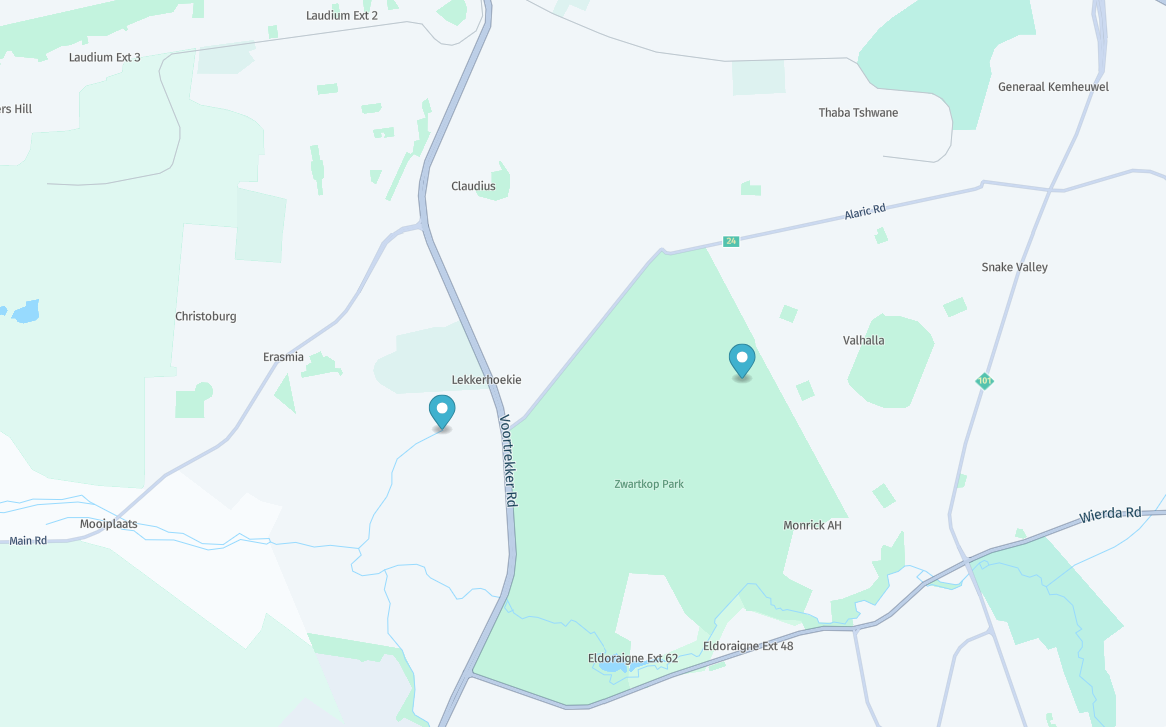 Laudium Ext 2
Laudium Ext 3
Generaal Kemheuwel
ers Hill
Thaba Tshwane
Claudius
Alaric Rd
24
Snake Valley
Christoburg
Valhalla
Erasmia
Lekkerhoekie
101
Voortrekker Rd
Zwartkop Park
Mooiplaats
Monrick AH
Wierda Rd
Main Rd
Eldoraigne Ext 48
Eldoraigne Ext 62